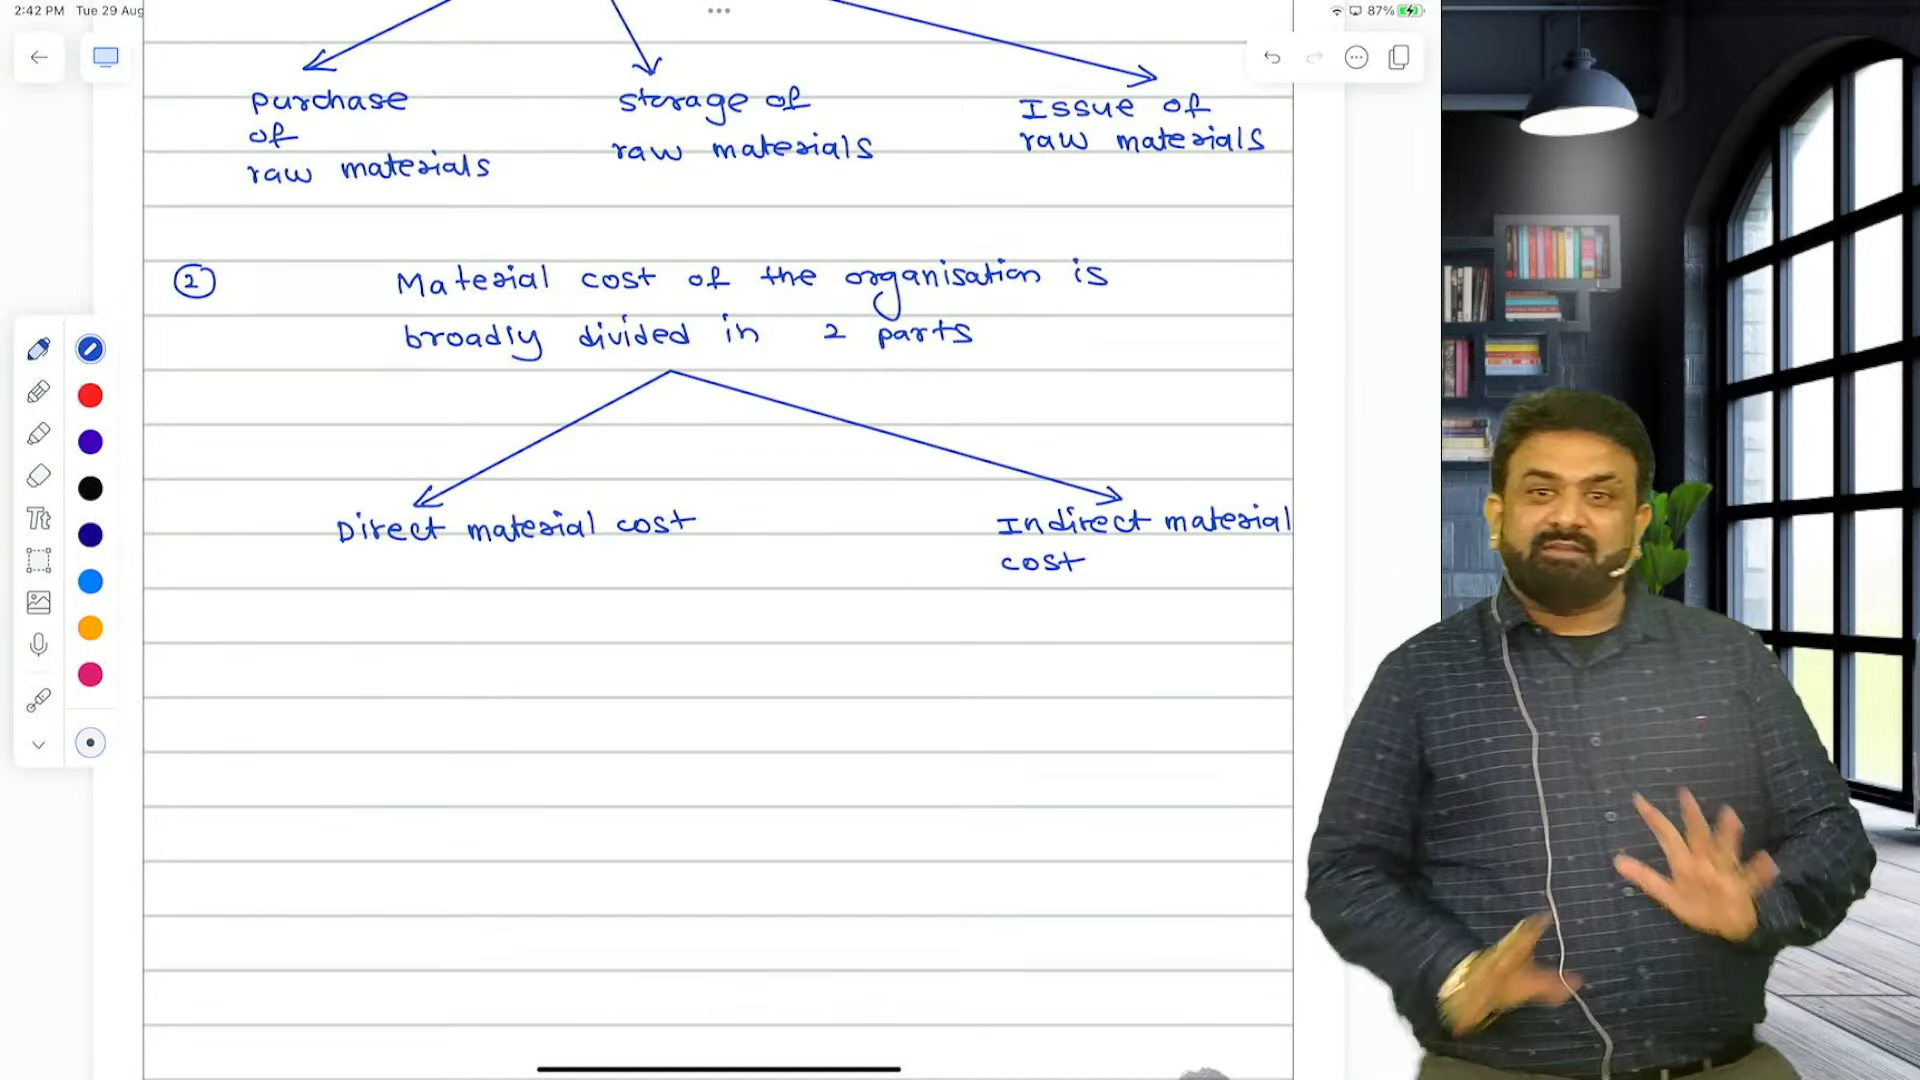 2:42 PM Tue 29 Aug
87%
purchase
of
raw materials
storage of
raw materials
Issue of
raw materials
2
Material cost of the organisation is
broadly divided in 2 parts
Direct material cost
Indirect material
cost
Tt